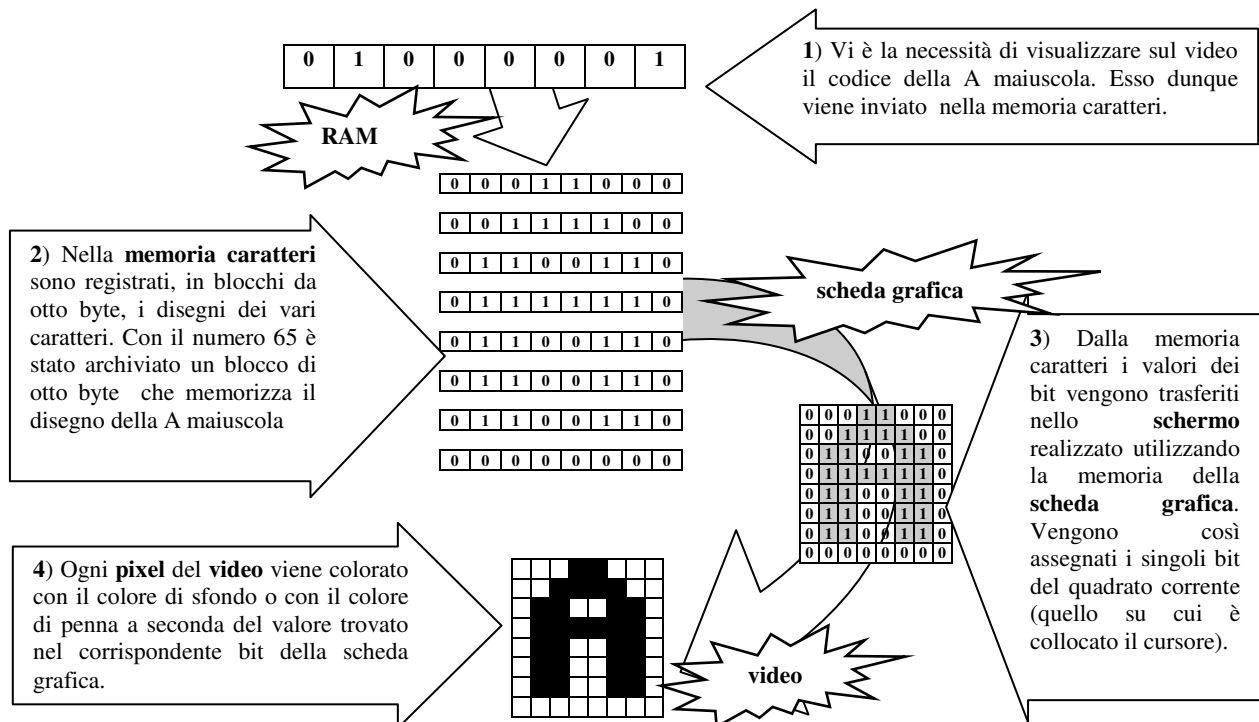 0 1 0 0 0 0 0 1
1) Vi è la necessità di visualizzare sul video
il codice della A maiuscola. Esso dunque
viene inviato nella memoria caratteri.
RAM
0 0 0 1 1 0 0 0
0 0 1 1 1 1 0 0
0 1 1 0 0 1 1 0
0 1 1 1 1 1 1 0
0 1 1 0 0 1 1 0
0 1 1 0 0 1 1 0
0 1 1 0 0 1 1 0
0 0 0 0 0 0 0 0
2) Nella memoria caratteri
sono registrati, in blocchi da
otto byte, i disegni dei vari
caratteri. Con il numero 65 è
stato archiviato un blocco di
otto byte che memorizza il
disegno della A maiuscola
scheda grafica
3) Dalla memoria
caratteri i valori dei
bit vengono trasferiti
nello schermo
realizzato utilizzando
la memoria della
scheda grafica.
Vengono così
assegnati i singoli bit
del quadrato corrente
(quello su cui è
collocato il cursore).
0 0 0 1 1 0 0 0
0 0 1 1 1 1 0 0
0 1 1 0 0 1 1 0
0 1 1 1 1 1 1 0
0 1 1 0 0 1 1 0
0 1 1 0 0 1 1 0
0 1 1 0 0 1 1 0
0 0 0 0 0 0 0 0
4) Ogni pixel del video viene colorato
con il colore di sfondo o con il colore
di penna a seconda del valore trovato
nel corrispondente bit della scheda
grafica.
video